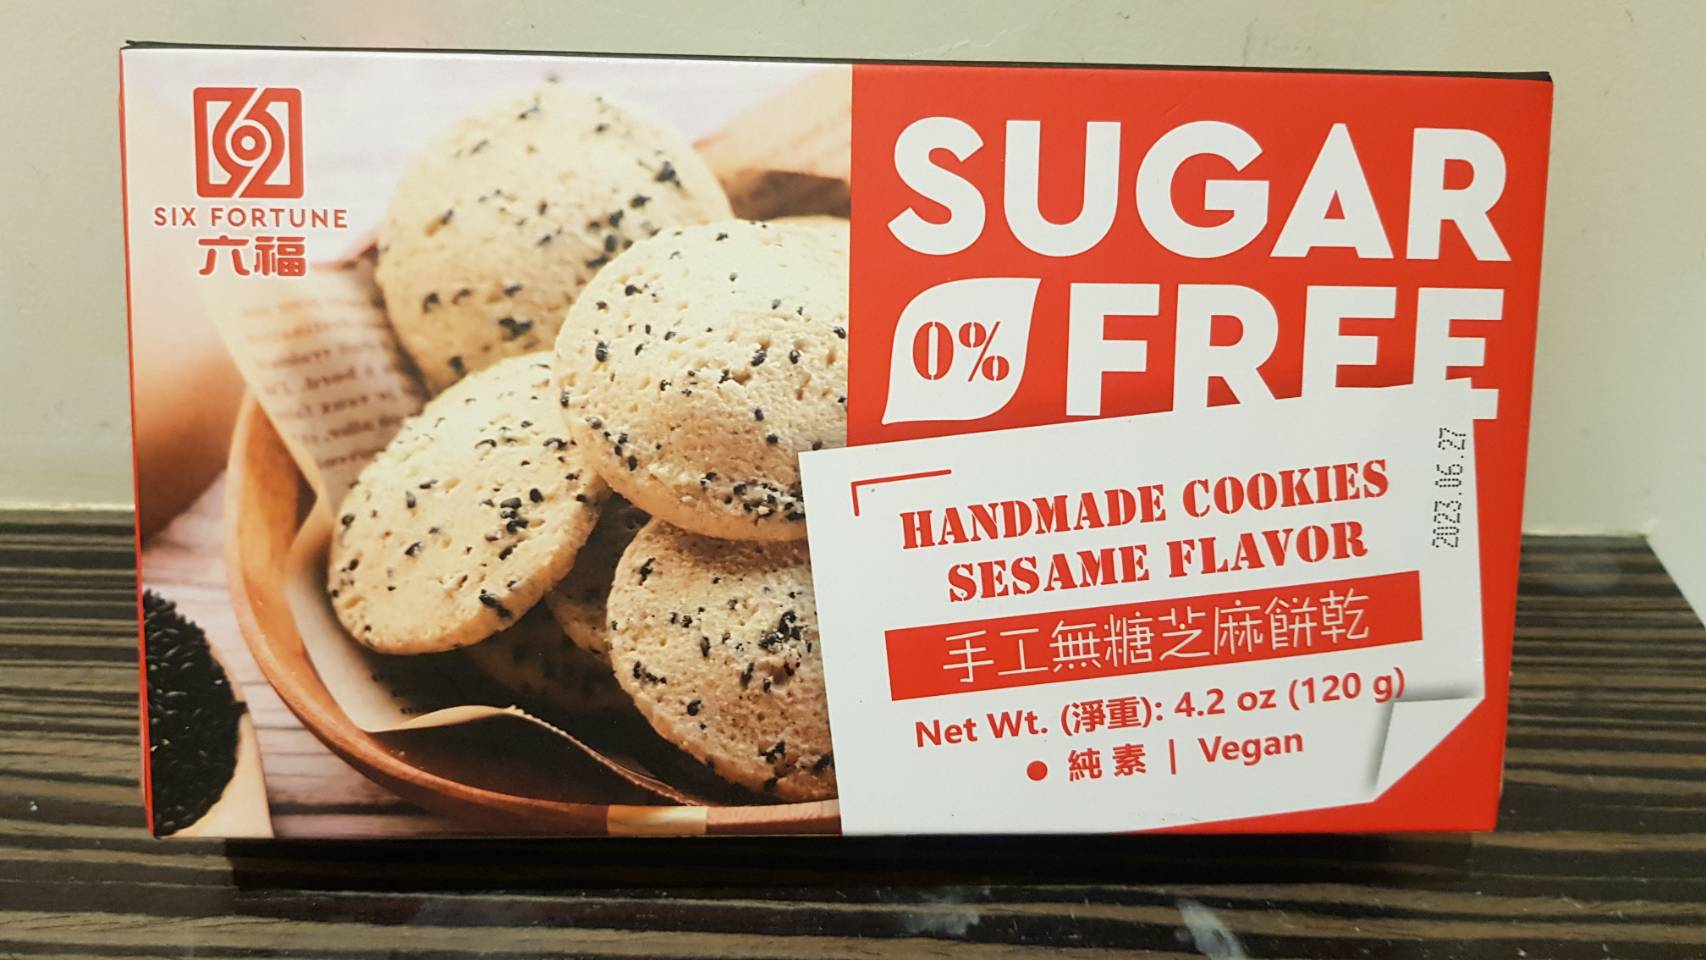 SIX FORTUNE
六福
SUGAR
0% FREE
HANDMADE COOKIES
SESAME FLAVOR
手工無糖芝麻餅乾
Net Wt. (淨重): 4.2 oz (120 g)
● 純素 | Vegan
2023.06.27